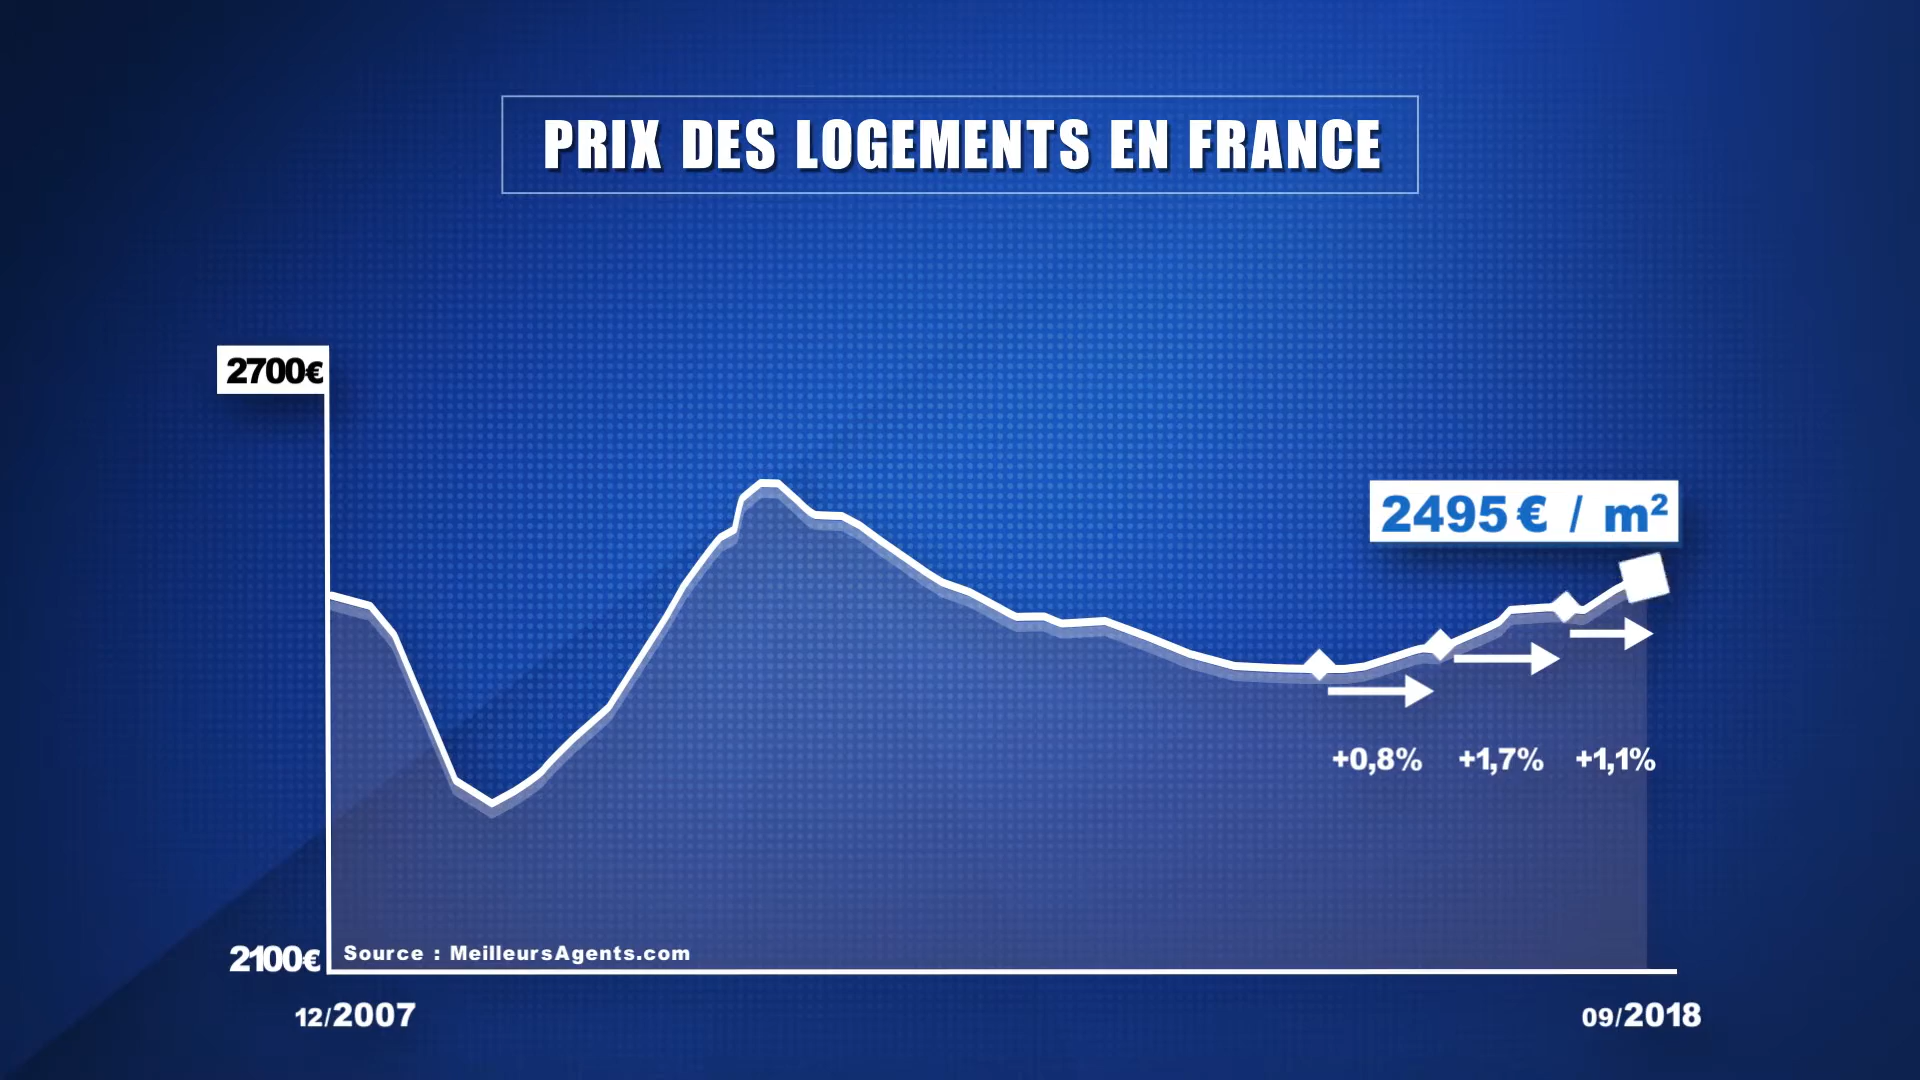 PRIX DES LOGEMENTS EN FRANCE
2700€
2495€ / m²
+0,8% +1,7% +1,1%
2100€ Source : MeilleursAgents.com
12/2007 09/2018